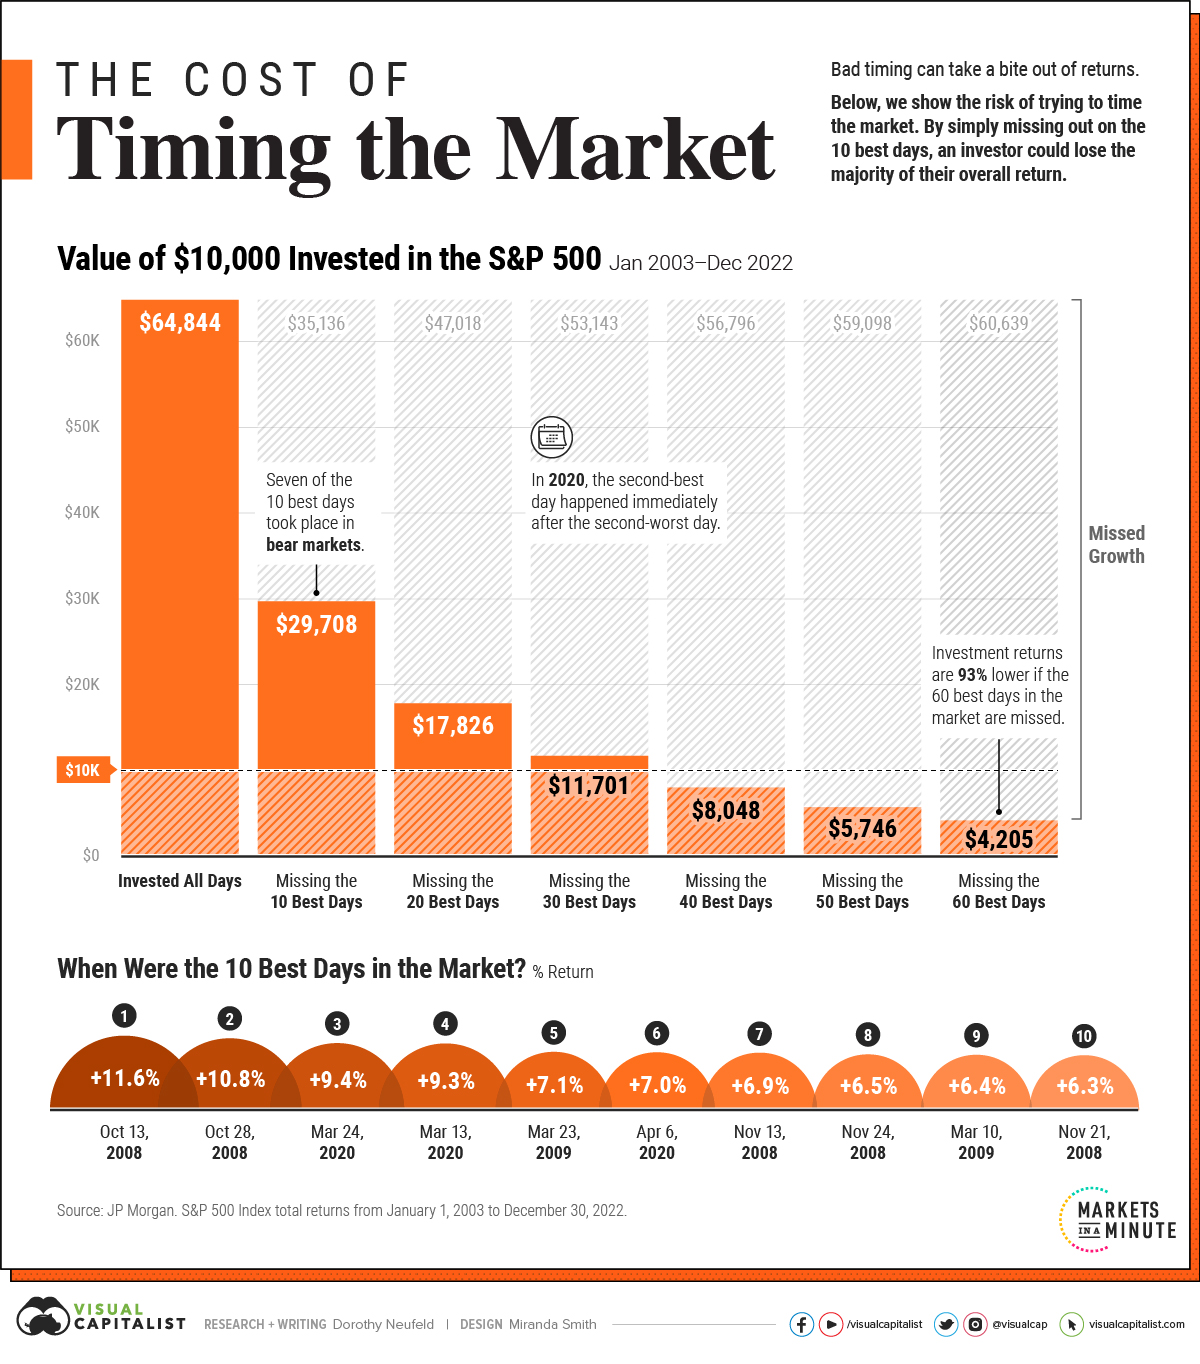 THE COST OF
Timing the Market
Bad timing can take a bite out of returns.
Below, we show the risk of trying to time
the market. By simply missing out on the
10 best days, an investor could lose the
majority of their overall return.
Value of $10,000 Invested in the S&P 500 Jan 2003–Dec 2022
$64,844
$35,136
$47,018
$53,143
$56,796
$59,098
$60,639
$60K
$50K
$40K
$30K
$20K
$10K
$0
Seven of the
10 best days
took place in
bear markets.
In 2020, the second-best
day happened immediately
after the second-worst day.
Missed
Growth
Investment returns
are 93% lower if the
60 best days in the
market are missed.
$29,708
$17,826
$11,701
$8,048
$5,746
$4,205
Invested All Days
Missing the
10 Best Days
Missing the
20 Best Days
Missing the
30 Best Days
Missing the
40 Best Days
Missing the
50 Best Days
Missing the
60 Best Days
When Were the 10 Best Days in the Market? % Return
1
+11.6%
Oct 13,
2008
2
+10.8%
Oct 28,
2008
3
+9.4%
Mar 24,
2020
4
+9.3%
Mar 13,
2020
5
+7.1%
Mar 23,
2009
6
+7.0%
Apr 6,
2020
7
+6.9%
Nov 13,
2008
8
+6.5%
Nov 24,
2008
9
+6.4%
Mar 10,
2009
10
+6.3%
Nov 21,
2008
Source: JP Morgan. S&P 500 Index total returns from January 1, 2003 to December 30, 2022.
MARKETS
IN A MINUTE
VISUAL
CAPITALIST
RESEARCH + WRITING Dorothy Neufeld | DESIGN Miranda Smith
/visualcapitalist
@visualcap
visualcapitalist.com